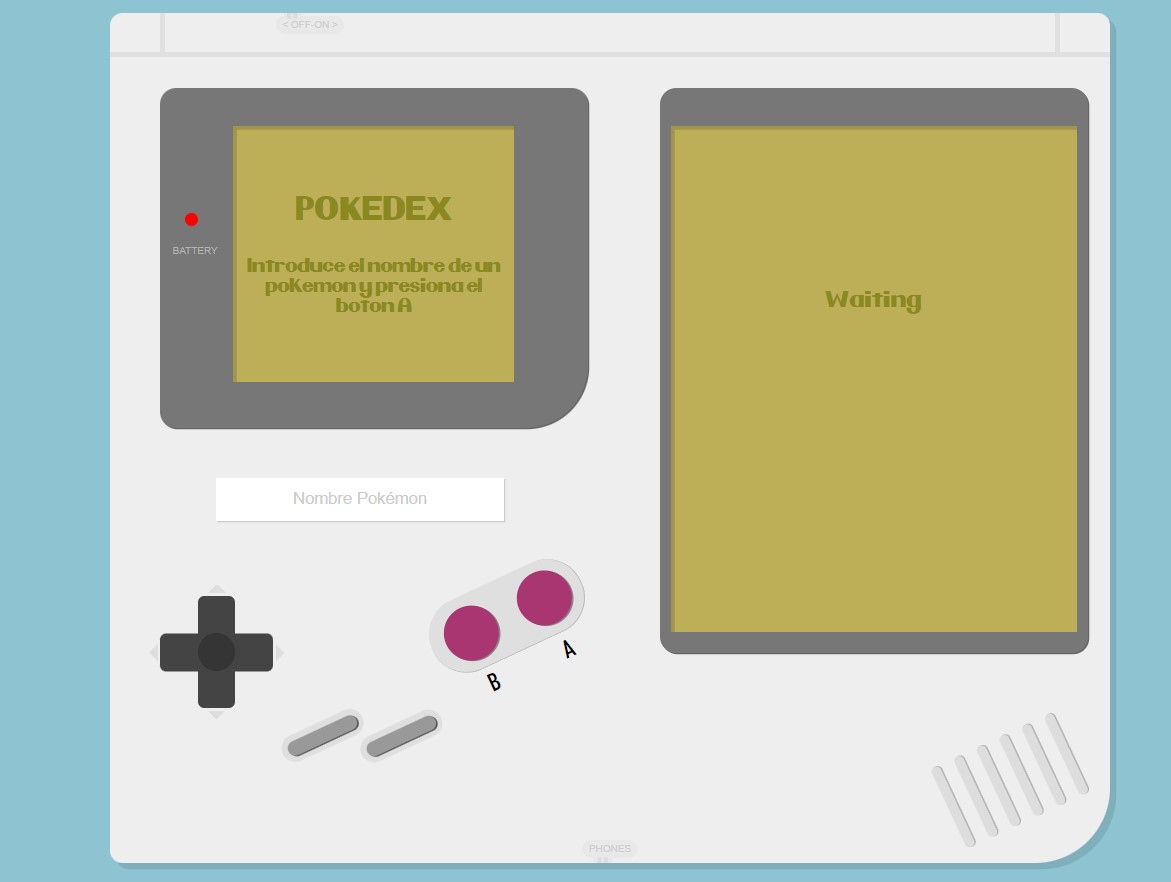 < OFF-ON >
POKEDEX
BATTERY
Introduce el nombre de un
pokemon y presiona el
boton A
Waiting
Nombre Pokémon
A
B
PHONES